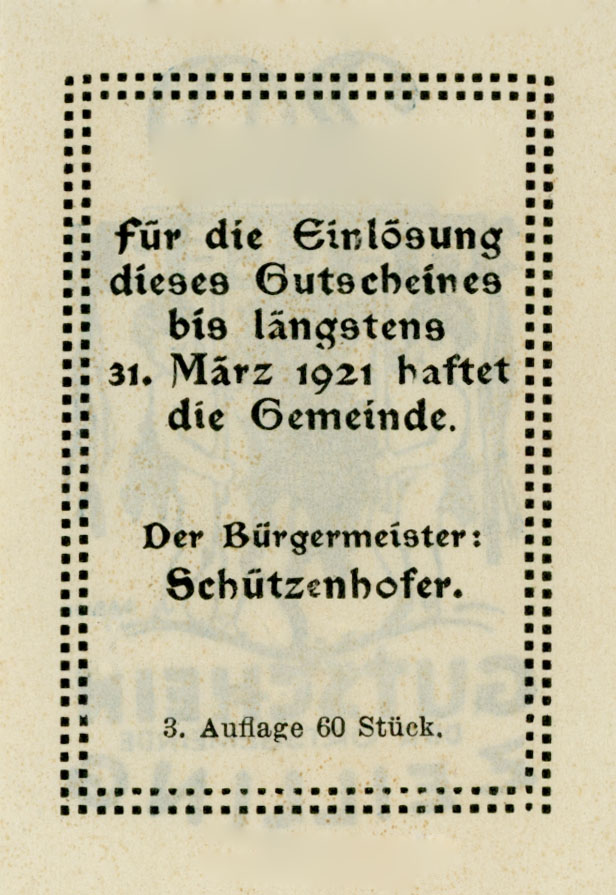 für die Einlösung
dieses Gutscheines
bis längstens
31. März 1921 haftet
die Gemeinde.
Der Bürgermeister:
Schützenhofer.
3. Auflage 60 Stück.
GUTSCHEIN